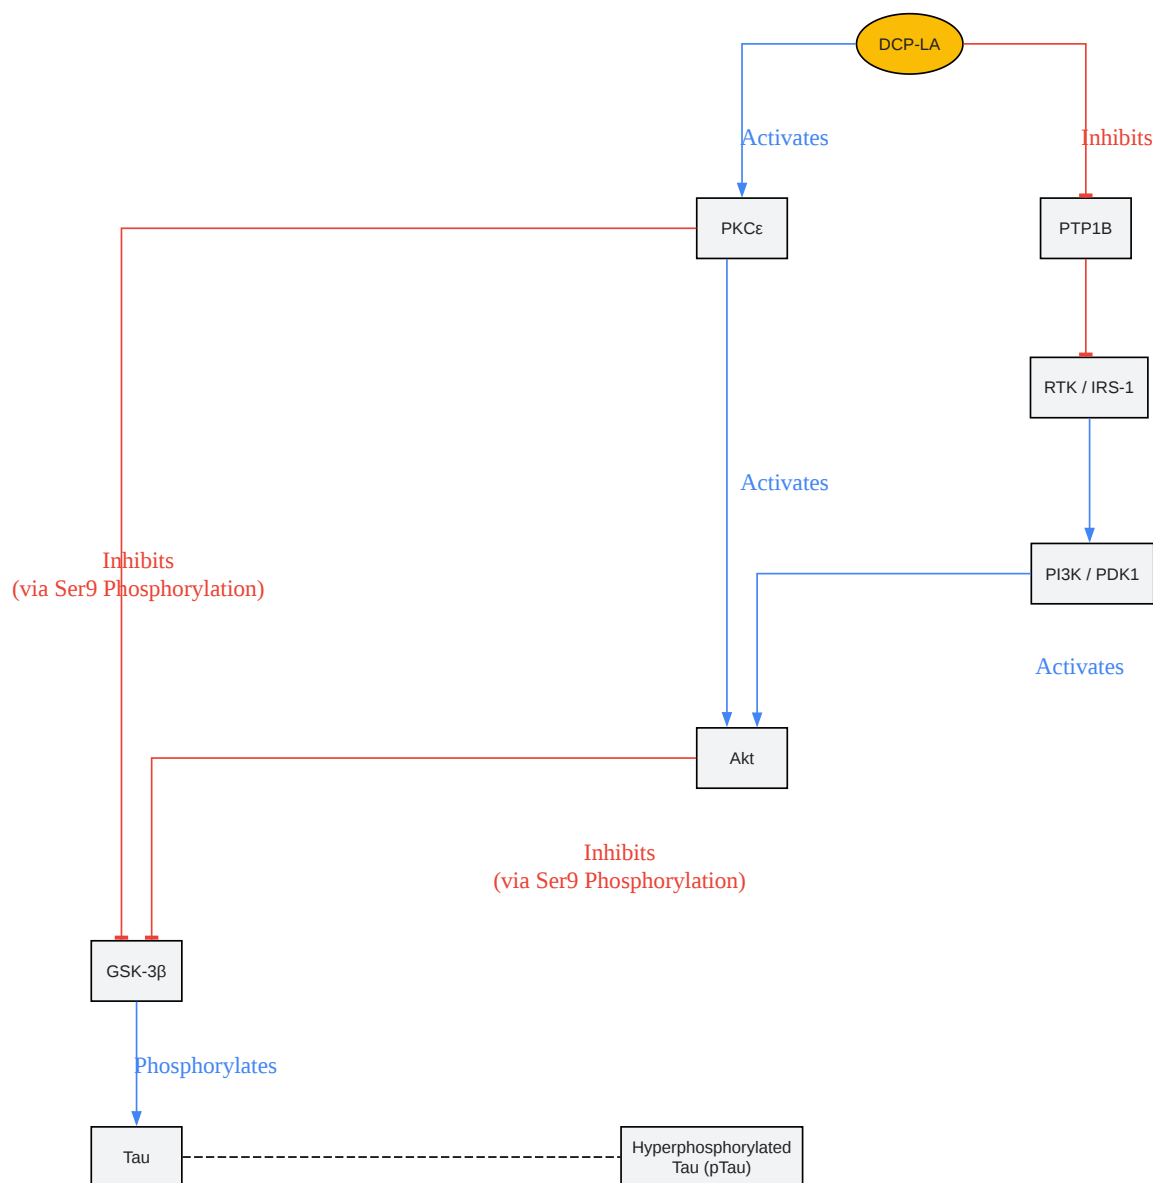 DCP-LA
Activates
Inhibits
PKCε
PTP1B
RTK / IRS-1
Activates
Inhibits
(via Ser9 Phosphorylation)
PI3K / PDK1
Activates
Akt
Inhibits
(via Ser9 Phosphorylation)
GSK-3β
Phosphorylates
Tau
Hyperphosphorylated
Tau (pTau)